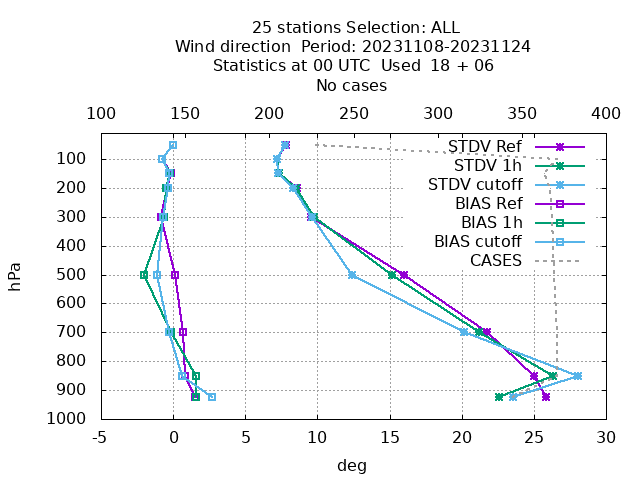 25 stations Selection: ALL
Wind direction  Period: 20231108-20231124
Statistics at 00 UTC  Used  18 + 06
No cases
100 150 200 250 300 350 400
STDV Ref
STDV 1h
STDV cutoff
BIAS Ref
BIAS 1h
BIAS cutoff
CASES
hPa
100
200
300
400
500
600
700
800
900
1000
-5 0 5 10 15 20 25 30
deg